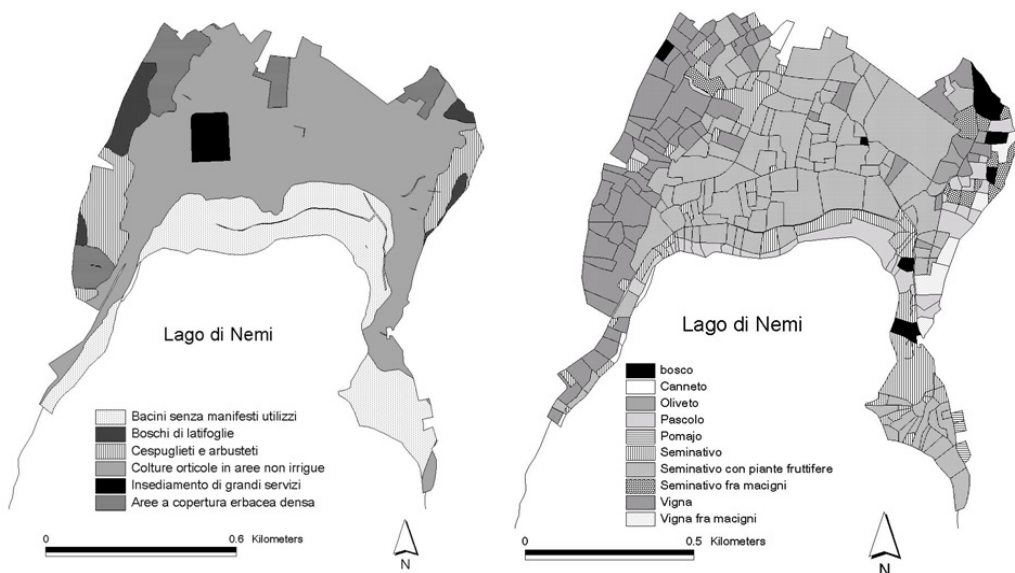 Lago di Nemi
Bacini senza manifesti utilizzi
Boschi di latifoglie
Cespuglieti e arbusteti
Colture orticole in aree non irrigue
Insediamento di grandi servizi
Aree a copertura erbacea densa
0 0.6 Kilometers
N
Lago di Nemi
bosco
Canneto
Oliveto
Pascolo
Pomajo
Seminativo
Seminativo con piante fruttifere
Seminativo fra macigni
Vigna
Vigna fra macigni
0 0.5 Kilometers
N